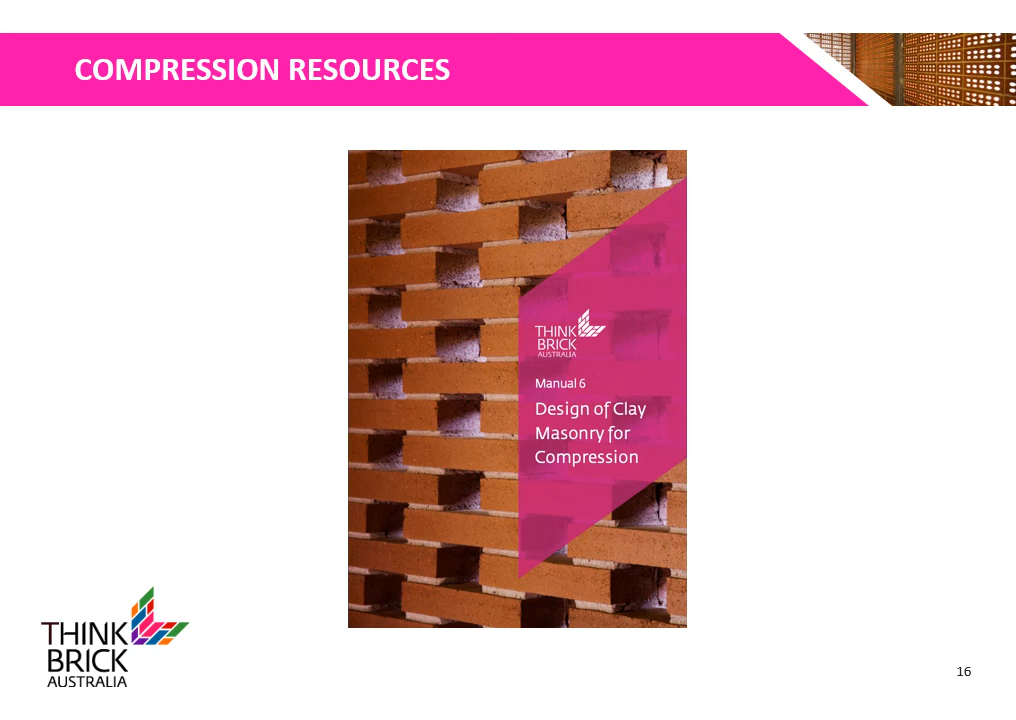 COMPRESSION RESOURCES
THINK
BRICK
AUSTRALIA
Manual 6
Design of Clay
Masonry for
Compression
THINK
BRICK
AUSTRALIA
16